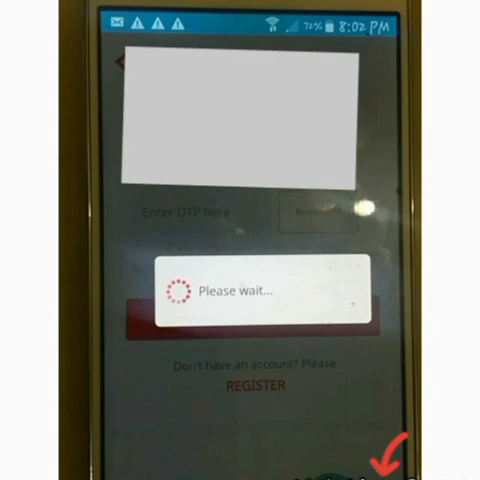 72% 8:02 PM
Enter OTP here
Please wait...
Don't have an account? Please
REGISTER